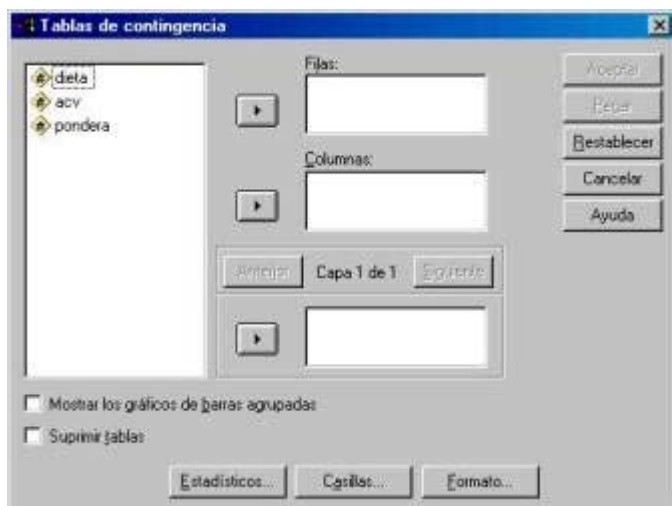 Tablas de contingencia
dieta
acv
pondera
Filas:
Columnas:
Anterior
Capa 1 de 1
Siguiente
Aceptar
Pegar
Restablecer
Cancelar
Ayuda
Mostrar los gráficos de barras agrupadas
Suprimir tablas
Estadísticos...
Casillas...
Formato...